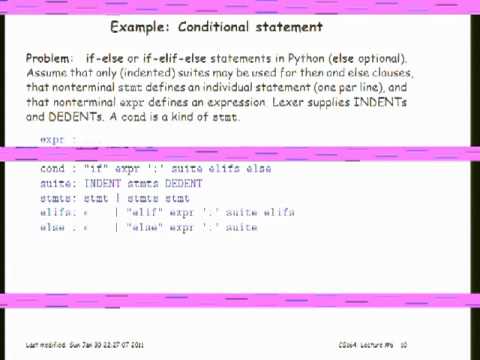 Example: Conditional statement
Problem: if-else or if-elif-else statements in Python (else optional).
Assume that only (indented) suites may be used for then and else clauses,
that nonterminal stmt defines an individual statement (one per line), and
that nonterminal expr defines an expression. Lexer supplies INDENTs
and DEDENTs. A cond is a kind of stmt.
expr :
cond : "if" expr ':' suite elifs else
suite: INDENT stmts DEDENT
stmts: stmt | stmts stmt
elifs: ϵ | "elif" expr ':' suite elifs
else : ϵ | "else" expr ':' suite
Last modified: Sun Jan 30 22:27:07 2011 CS164: Lecture #6 10